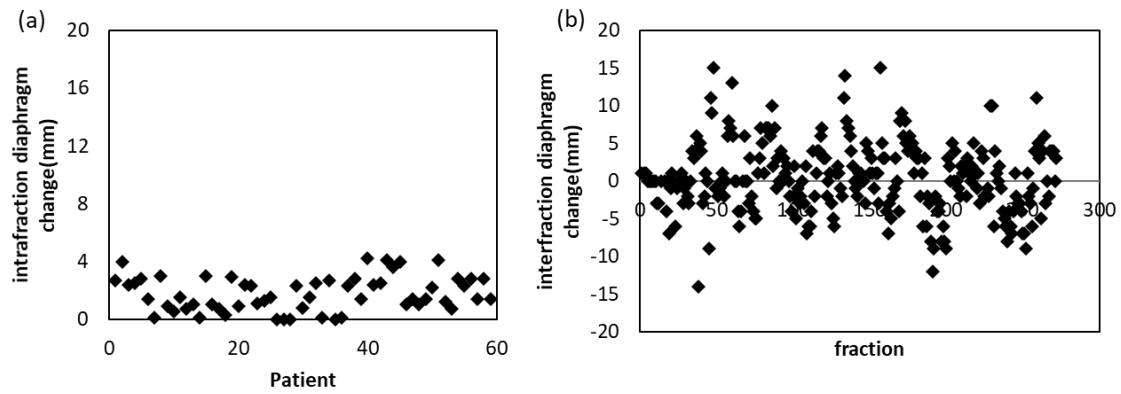 (a)
20
16
12
8
4
0
intrafraction diaphragm
change(mm)
0 20 40 60
Patient
(b)
20
15
10
5
0
-5
-10
-15
-20
interfraction diaphragm
change(mm)
0 50 100 150 200 250 300
fraction